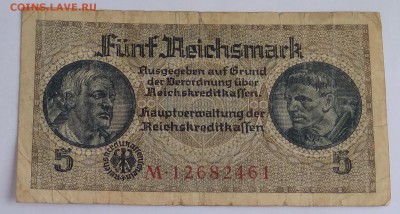 COINS.LAVE.RU
Fünf Reichsmark
Ausgegeben auf Grund
der Verordnung über
Reichskreditkassen.
Hauptverwaltung der
Reichskreditkassen
5 5
M·12682461